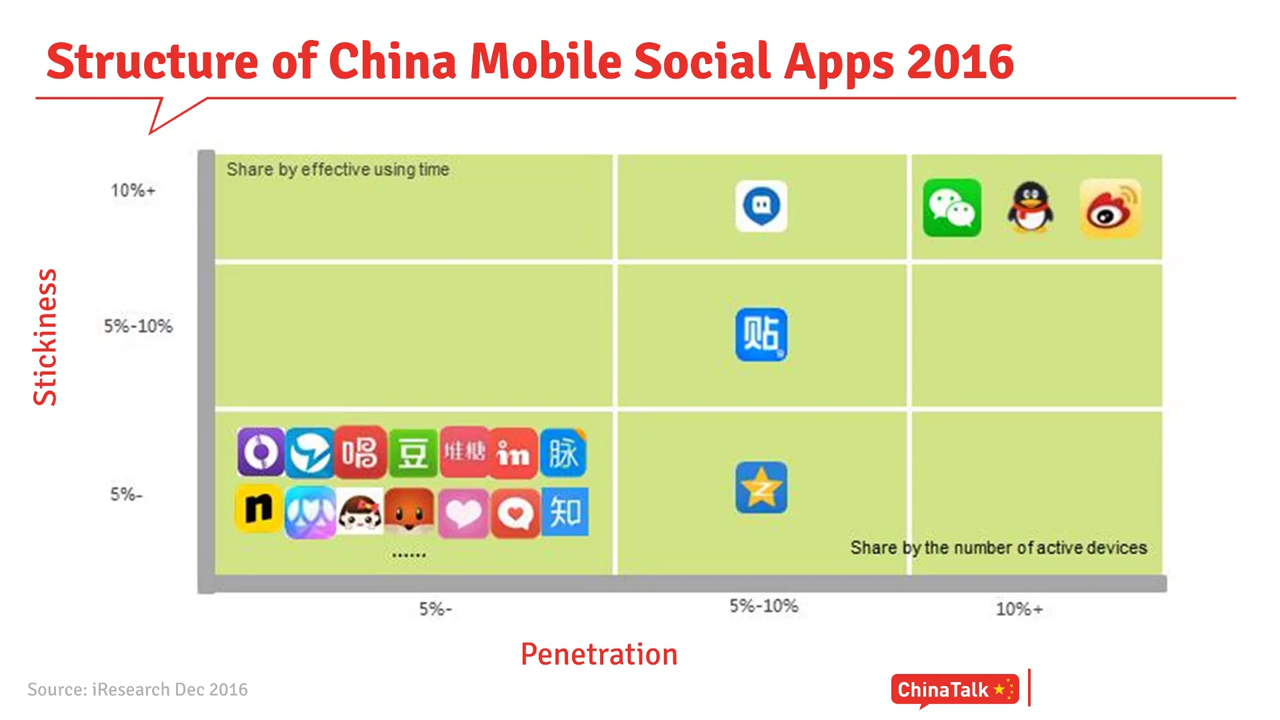 Structure of China Mobile Social Apps 2016
Share by effective using time
10%+
5%-10%
贴
Stickiness
唱 豆 堆糖 in 脉
5%-
n 知
......
Share by the number of active devices
5%- 5%-10% 10%+
Penetration
Source: iResearch Dec 2016
ChinaTalk